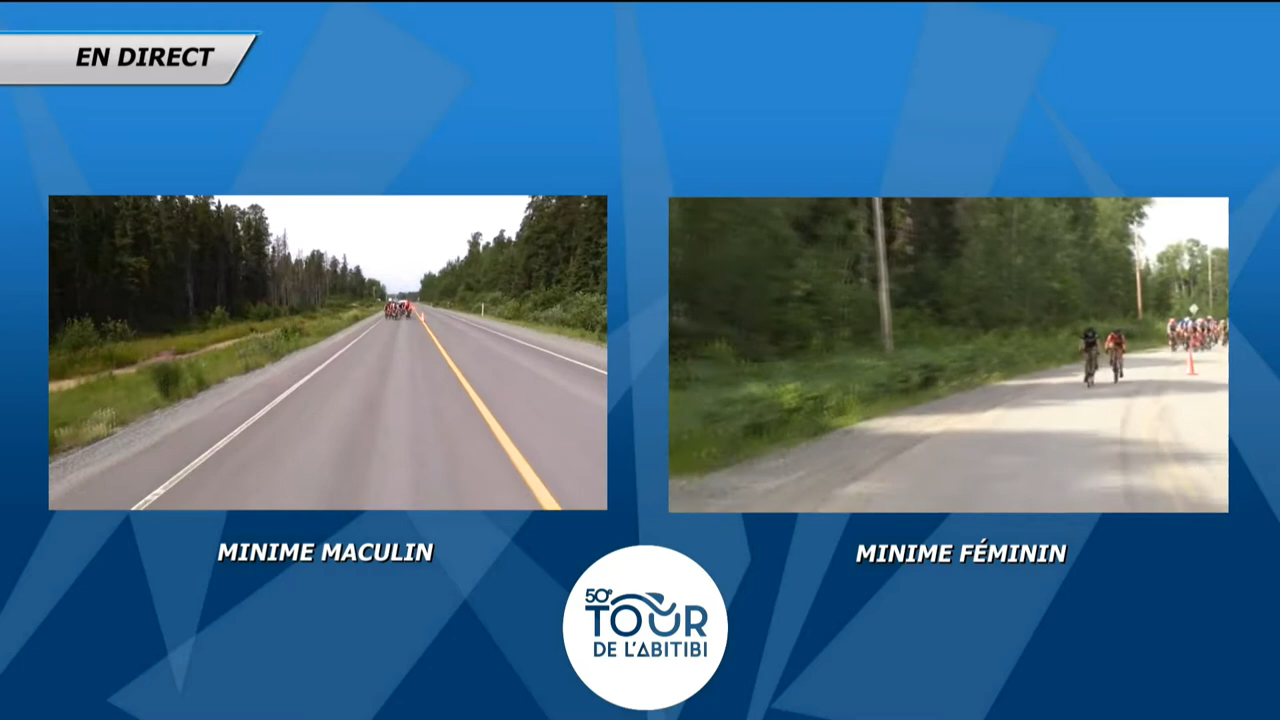 EN DIRECT
MINIME MACULIN
MINIME FÉMININ
50e
TOUR
DE L'ABITIBI